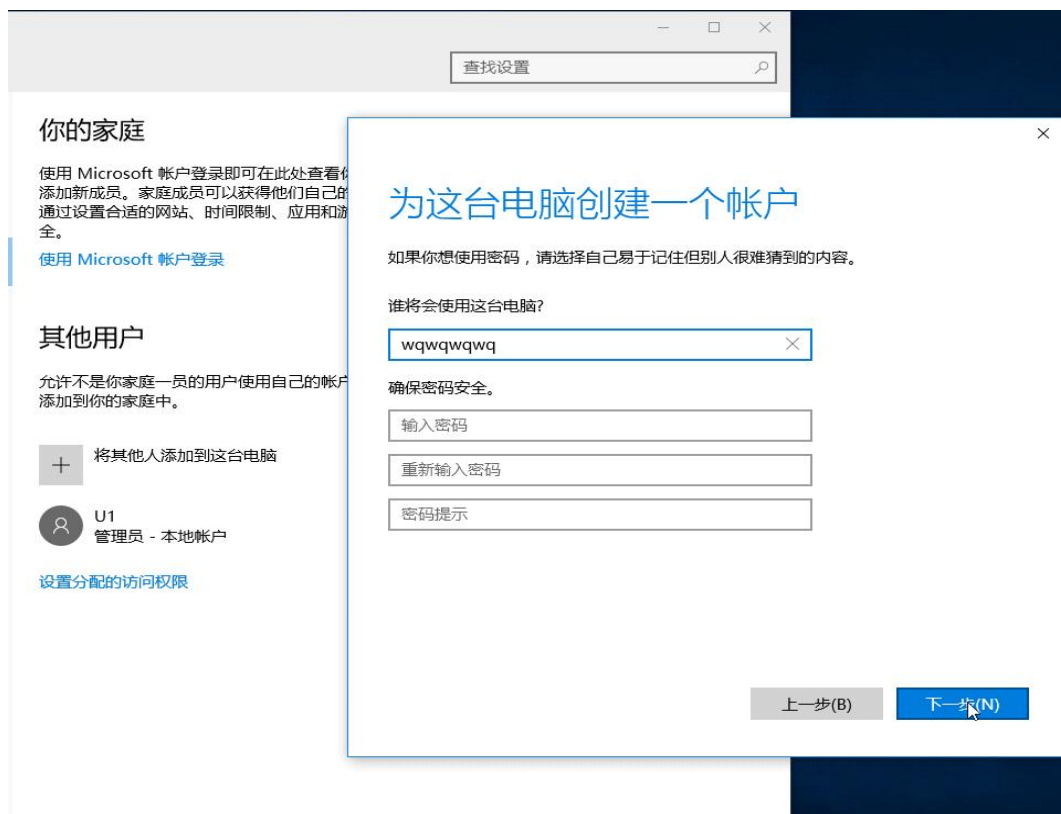 查找设置
你的家庭
使用 Microsoft 帐户登录即可在此处查看
添加新成员。家庭成员可以获得他们自己的
通过设置合适的网站、时间限制、应用和游
全。
使用 Microsoft 帐户登录
其他用户
允许不是你家庭一员的用户使用自己的帐户
添加到你的家庭中。
将其他人添加到这台电脑
U1
管理员 - 本地帐户
设置分配的访问权限
为这台电脑创建一个帐户
如果你想使用密码，请选择自己易于记住但别人很难猜到的内容。
谁将会使用这台电脑?
wqwqwqwq
确保密码安全。
输入密码
重新输入密码
密码提示
上一步(B)
下一步(N)